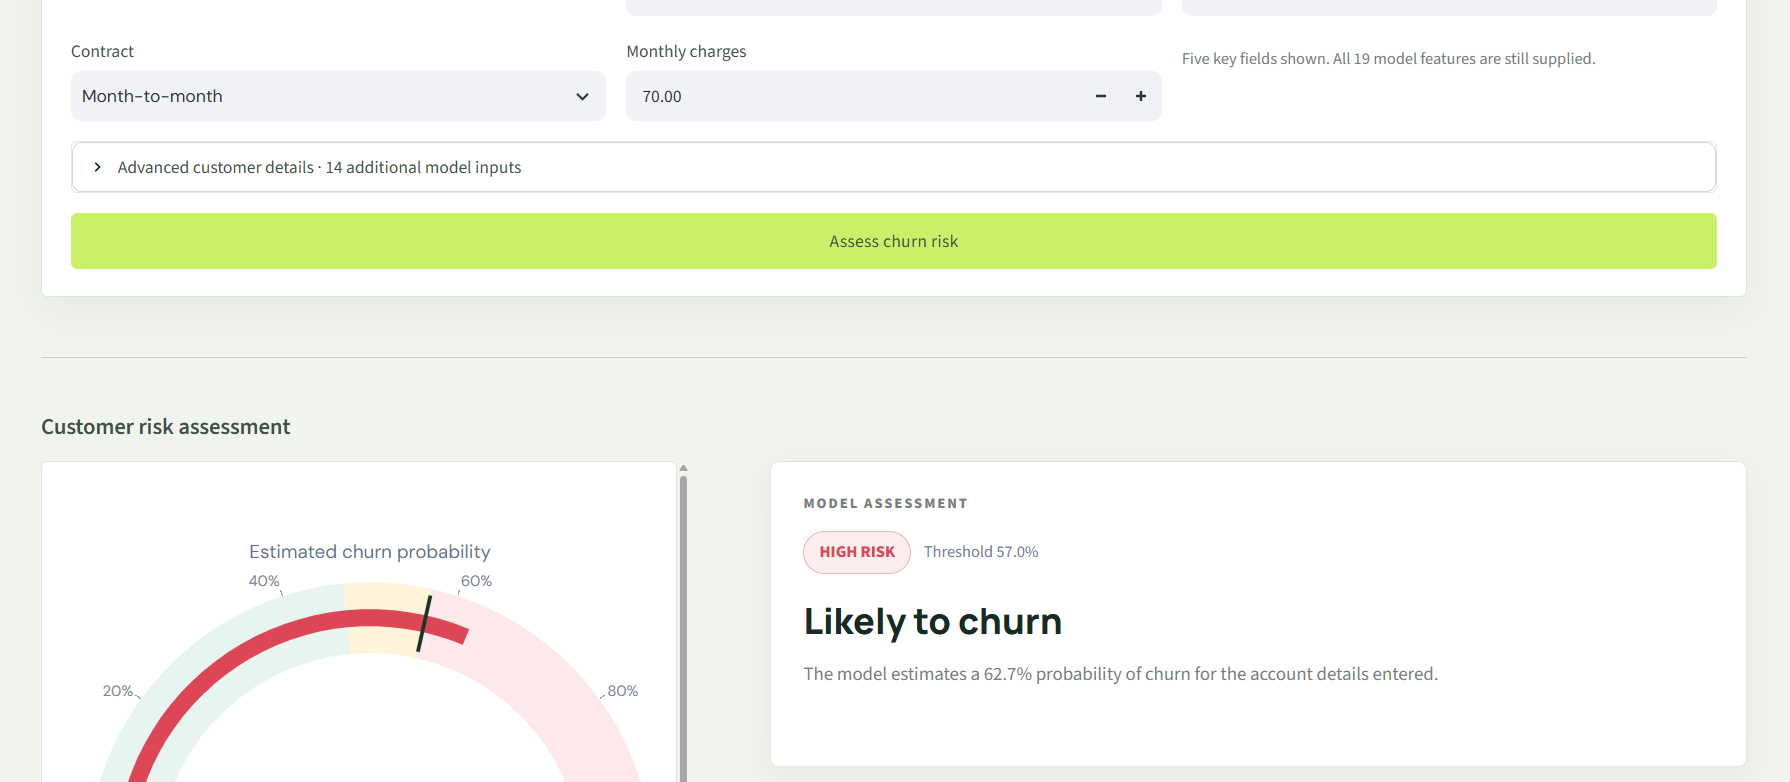 Contract
Monthly charges
Five key fields shown. All 19 model features are still supplied.
Month-to-month
70.00
Advanced customer details · 14 additional model inputs
Assess churn risk
Customer risk assessment
Estimated churn probability
40%
60%
20%
80%
MODEL ASSESSMENT
HIGH RISK
Threshold 57.0%
Likely to churn
The model estimates a 62.7% probability of churn for the account details entered.